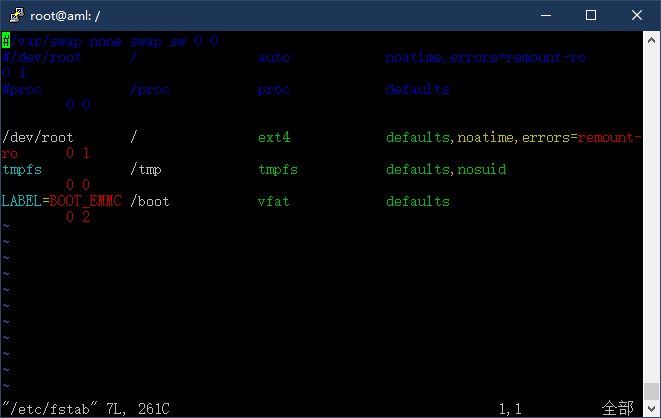 root@aml: /
#/var/swap none swap sw 0 0
#/dev/root / auto noatime,errors=remount-ro
0 1
#proc /proc proc defaults
0 0
/dev/root / ext4 defaults,noatime,errors=remount-
ro 0 1
tmpfs /tmp tmpfs defaults,nosuid
0 0
LABEL=BOOT_EMMC /boot vfat defaults
0 2
~
~
~
~
~
~
~
~
~
~
~
"/etc/fstab" 7L, 261C 1,1 全部